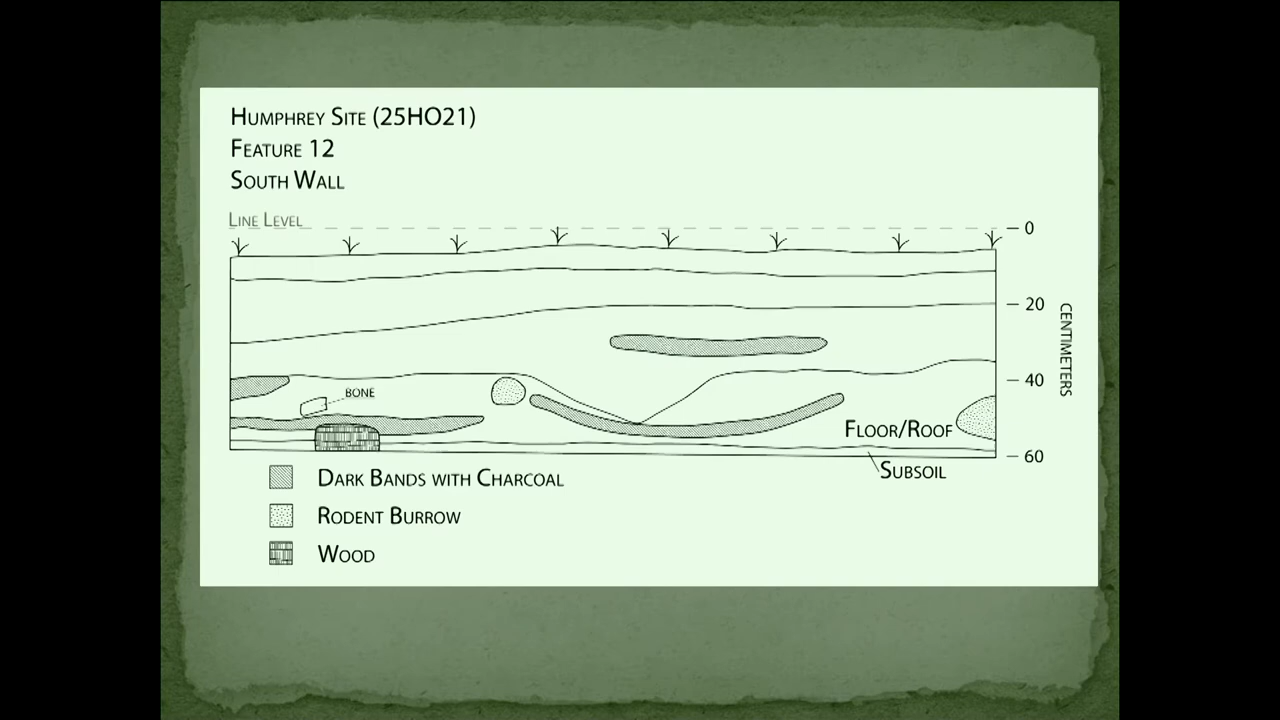 Humphrey Site (25HO21)
Feature 12
South Wall
Line Level
0
20
40
60
Centimeters
Bone
Floor/Roof
Subsoil
Dark Bands with Charcoal
Rodent Burrow
Wood